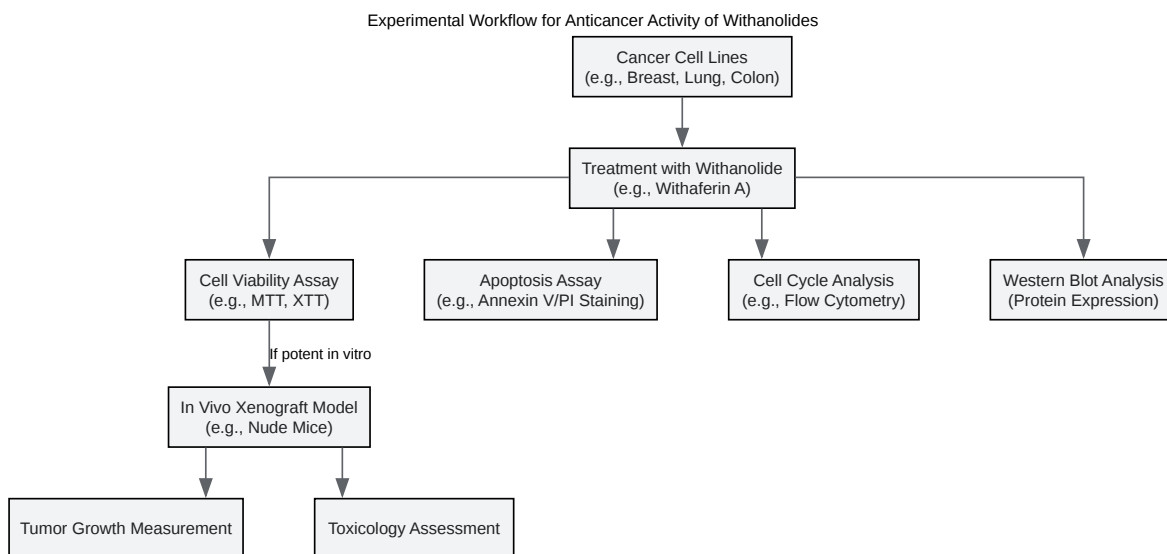 Experimental Workflow for Anticancer Activity of Withanolides
Cancer Cell Lines
(e.g., Breast, Lung, Colon)
Treatment with Withanolide
(e.g., Withaferin A)
Cell Viability Assay
(e.g., MTT, XTT)
Apoptosis Assay
(e.g., Annexin V/PI Staining)
Cell Cycle Analysis
(e.g., Flow Cytometry)
Western Blot Analysis
(Protein Expression)
If potent in vitro
In Vivo Xenograft Model
(e.g., Nude Mice)
Tumor Growth Measurement
Toxicology Assessment